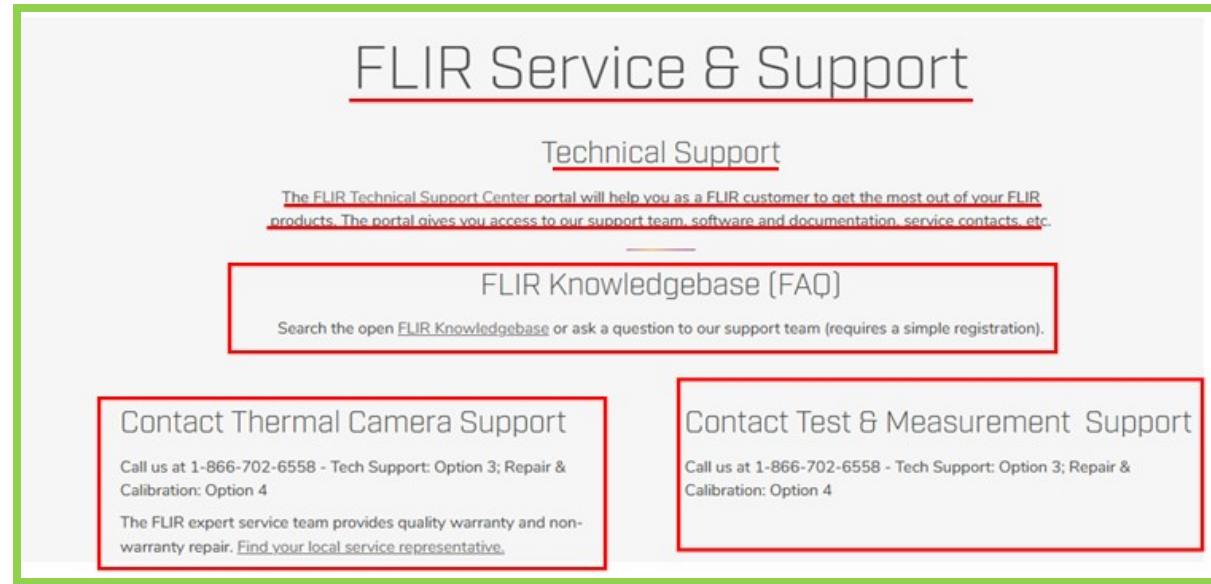 FLIR Service & Support
Technical Support
The FLIR Technical Support Center portal will help you as a FLIR customer to get the most out of your FLIR
products. The portal gives you access to our support team, software and documentation, service contacts, etc.
FLIR Knowledgebase (FAQ)
Search the open FLIR Knowledgebase or ask a question to our support team (requires a simple registration).
Contact Thermal Camera Support
Call us at 1-866-702-6558 - Tech Support: Option 3; Repair &
Calibration: Option 4
The FLIR expert service team provides quality warranty and non-
warranty repair. Find your local service representative.
Contact Test & Measurement Support
Call us at 1-866-702-6558 - Tech Support: Option 3; Repair &
Calibration: Option 4